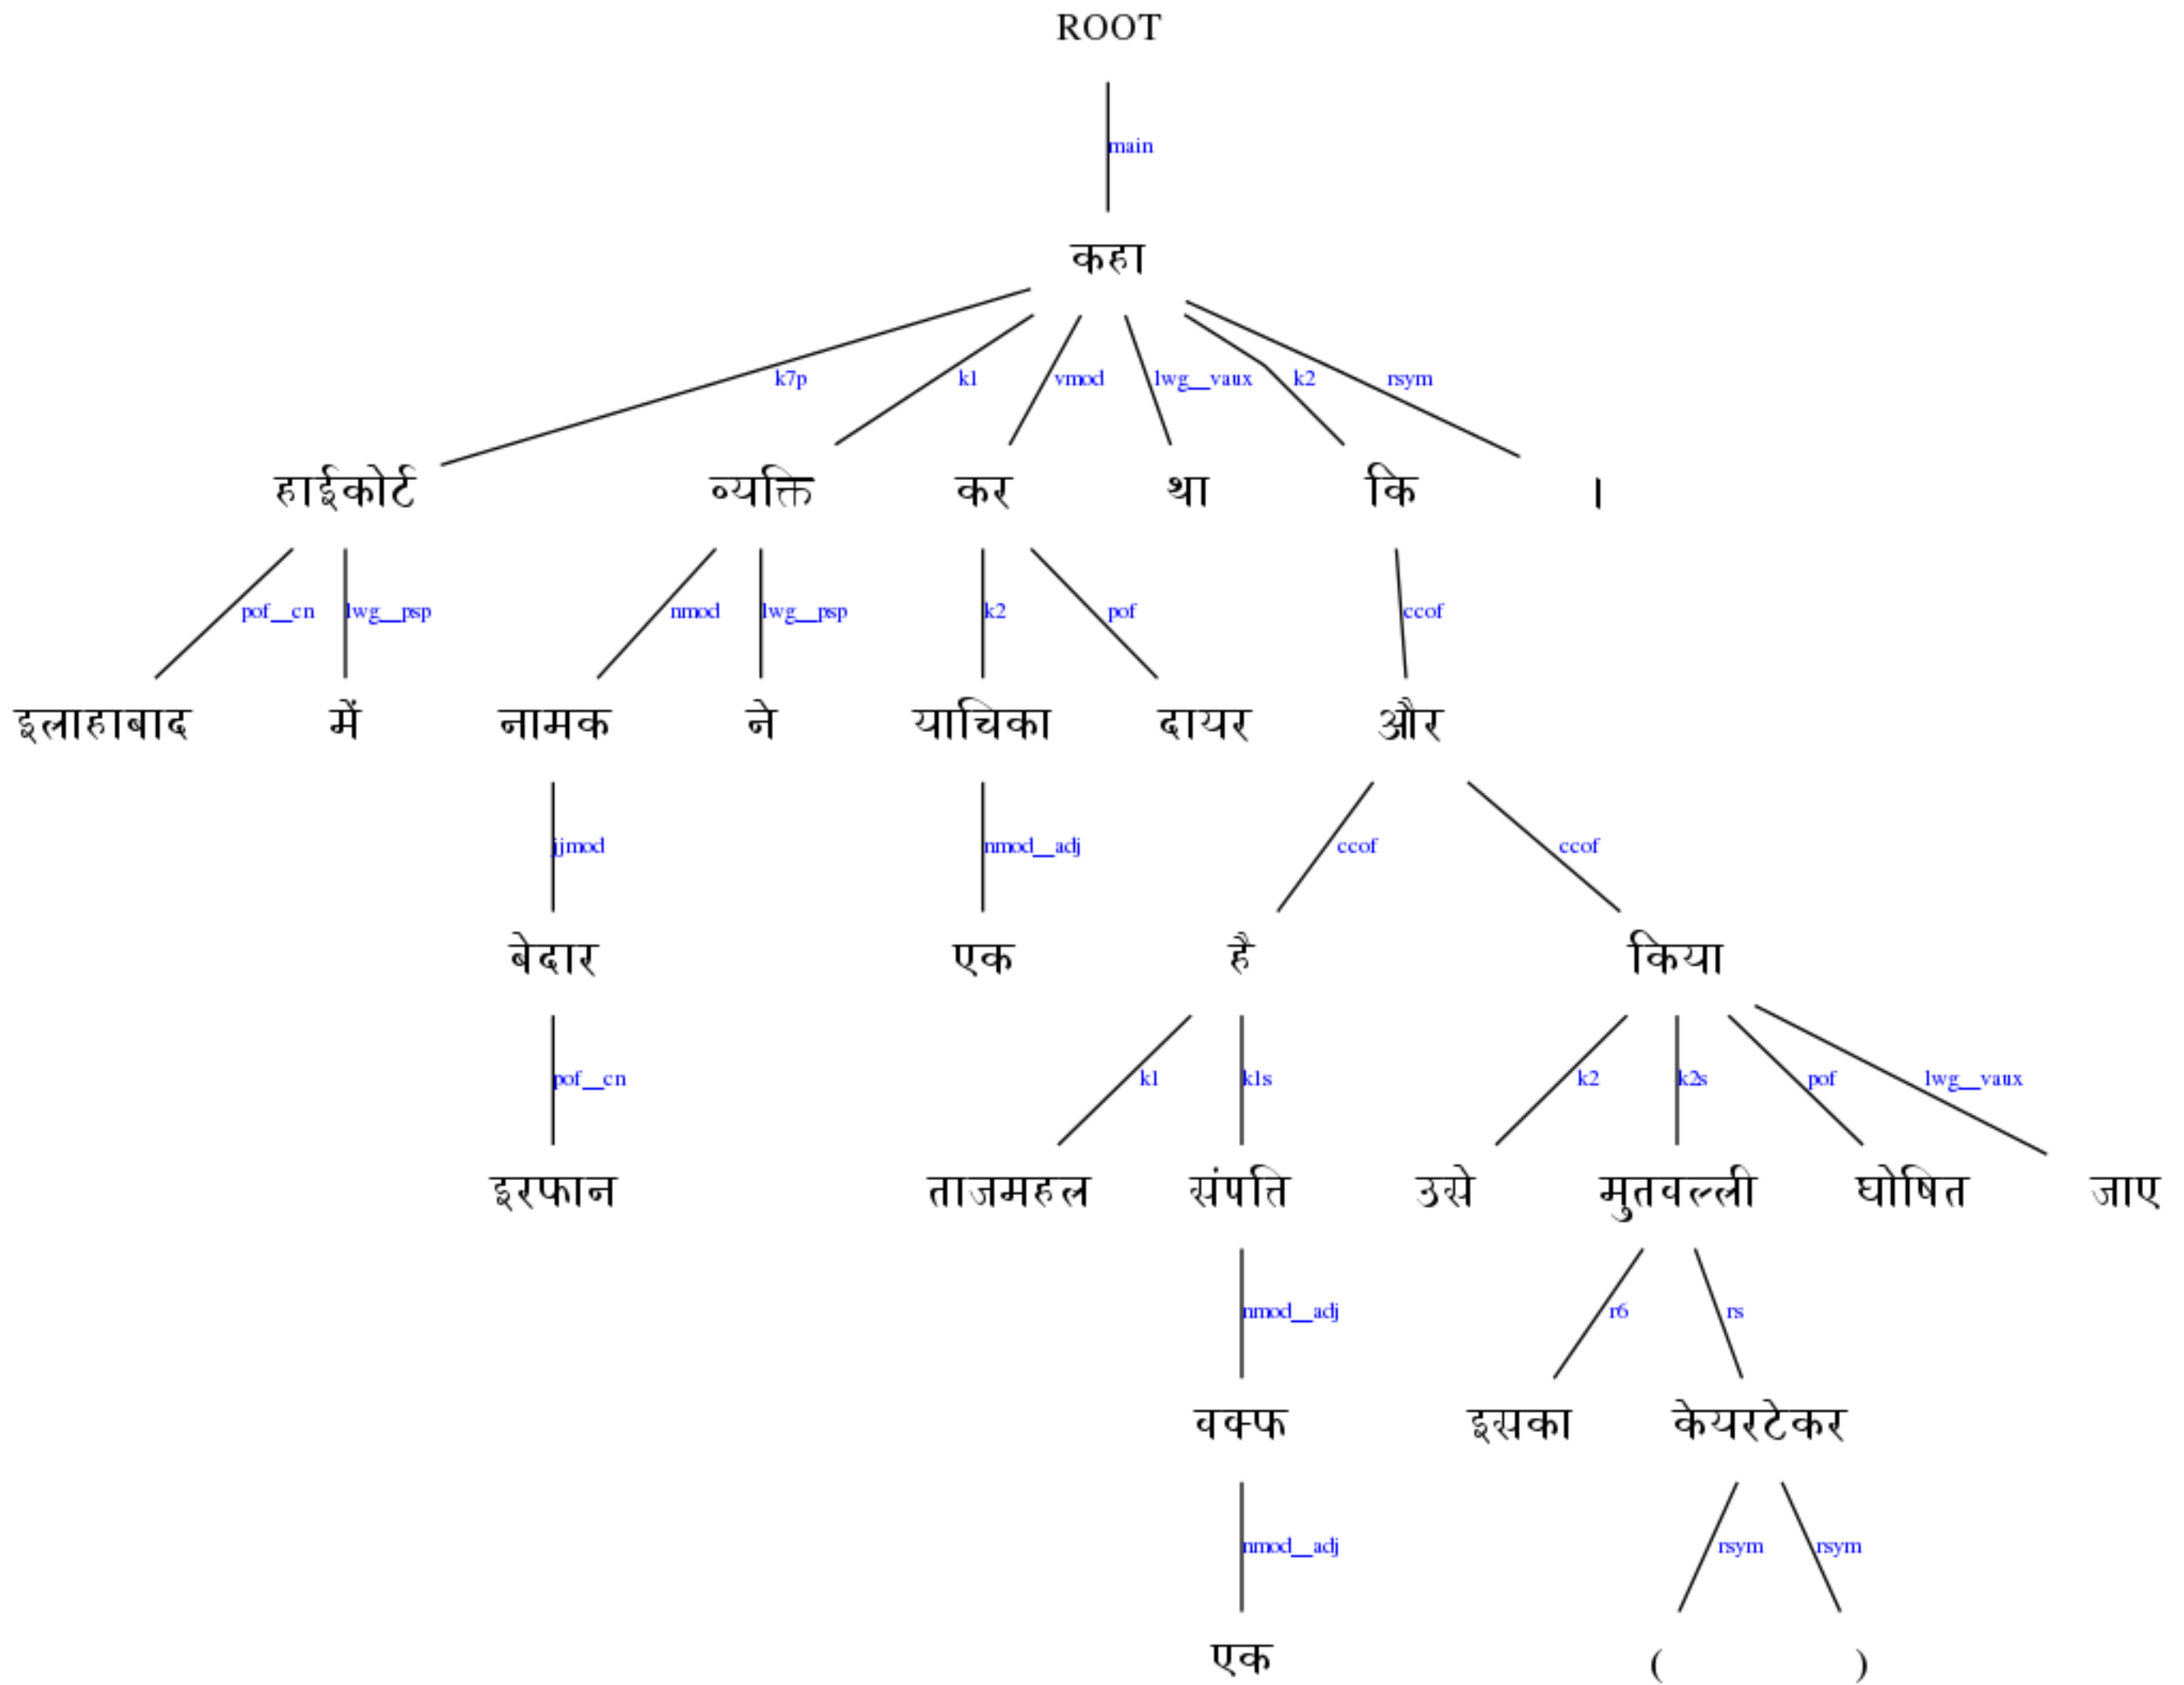 ROOT
main
कहा
k7p k1 vmod lwg__vaux k2 rsym
हाईकोर्ट व्यक्ति कर था कि ।
pof__cn lwg__psp nmod lwg__psp k2 pof ccof
इलाहाबाद में नामक ने याचिका दायर और
jjmod nmod__adj ccof ccof
बेदार एक है किया
pof__cn k1 k1s k2 k2s pof lwg__vaux
इरफान ताजमहल संपत्ति उसे मुतवल्ली घोषित जाए
nmod__adj r6 rs
वक्फ इसका केयरटेकर
nmod__adj rsym rsym
एक ( )